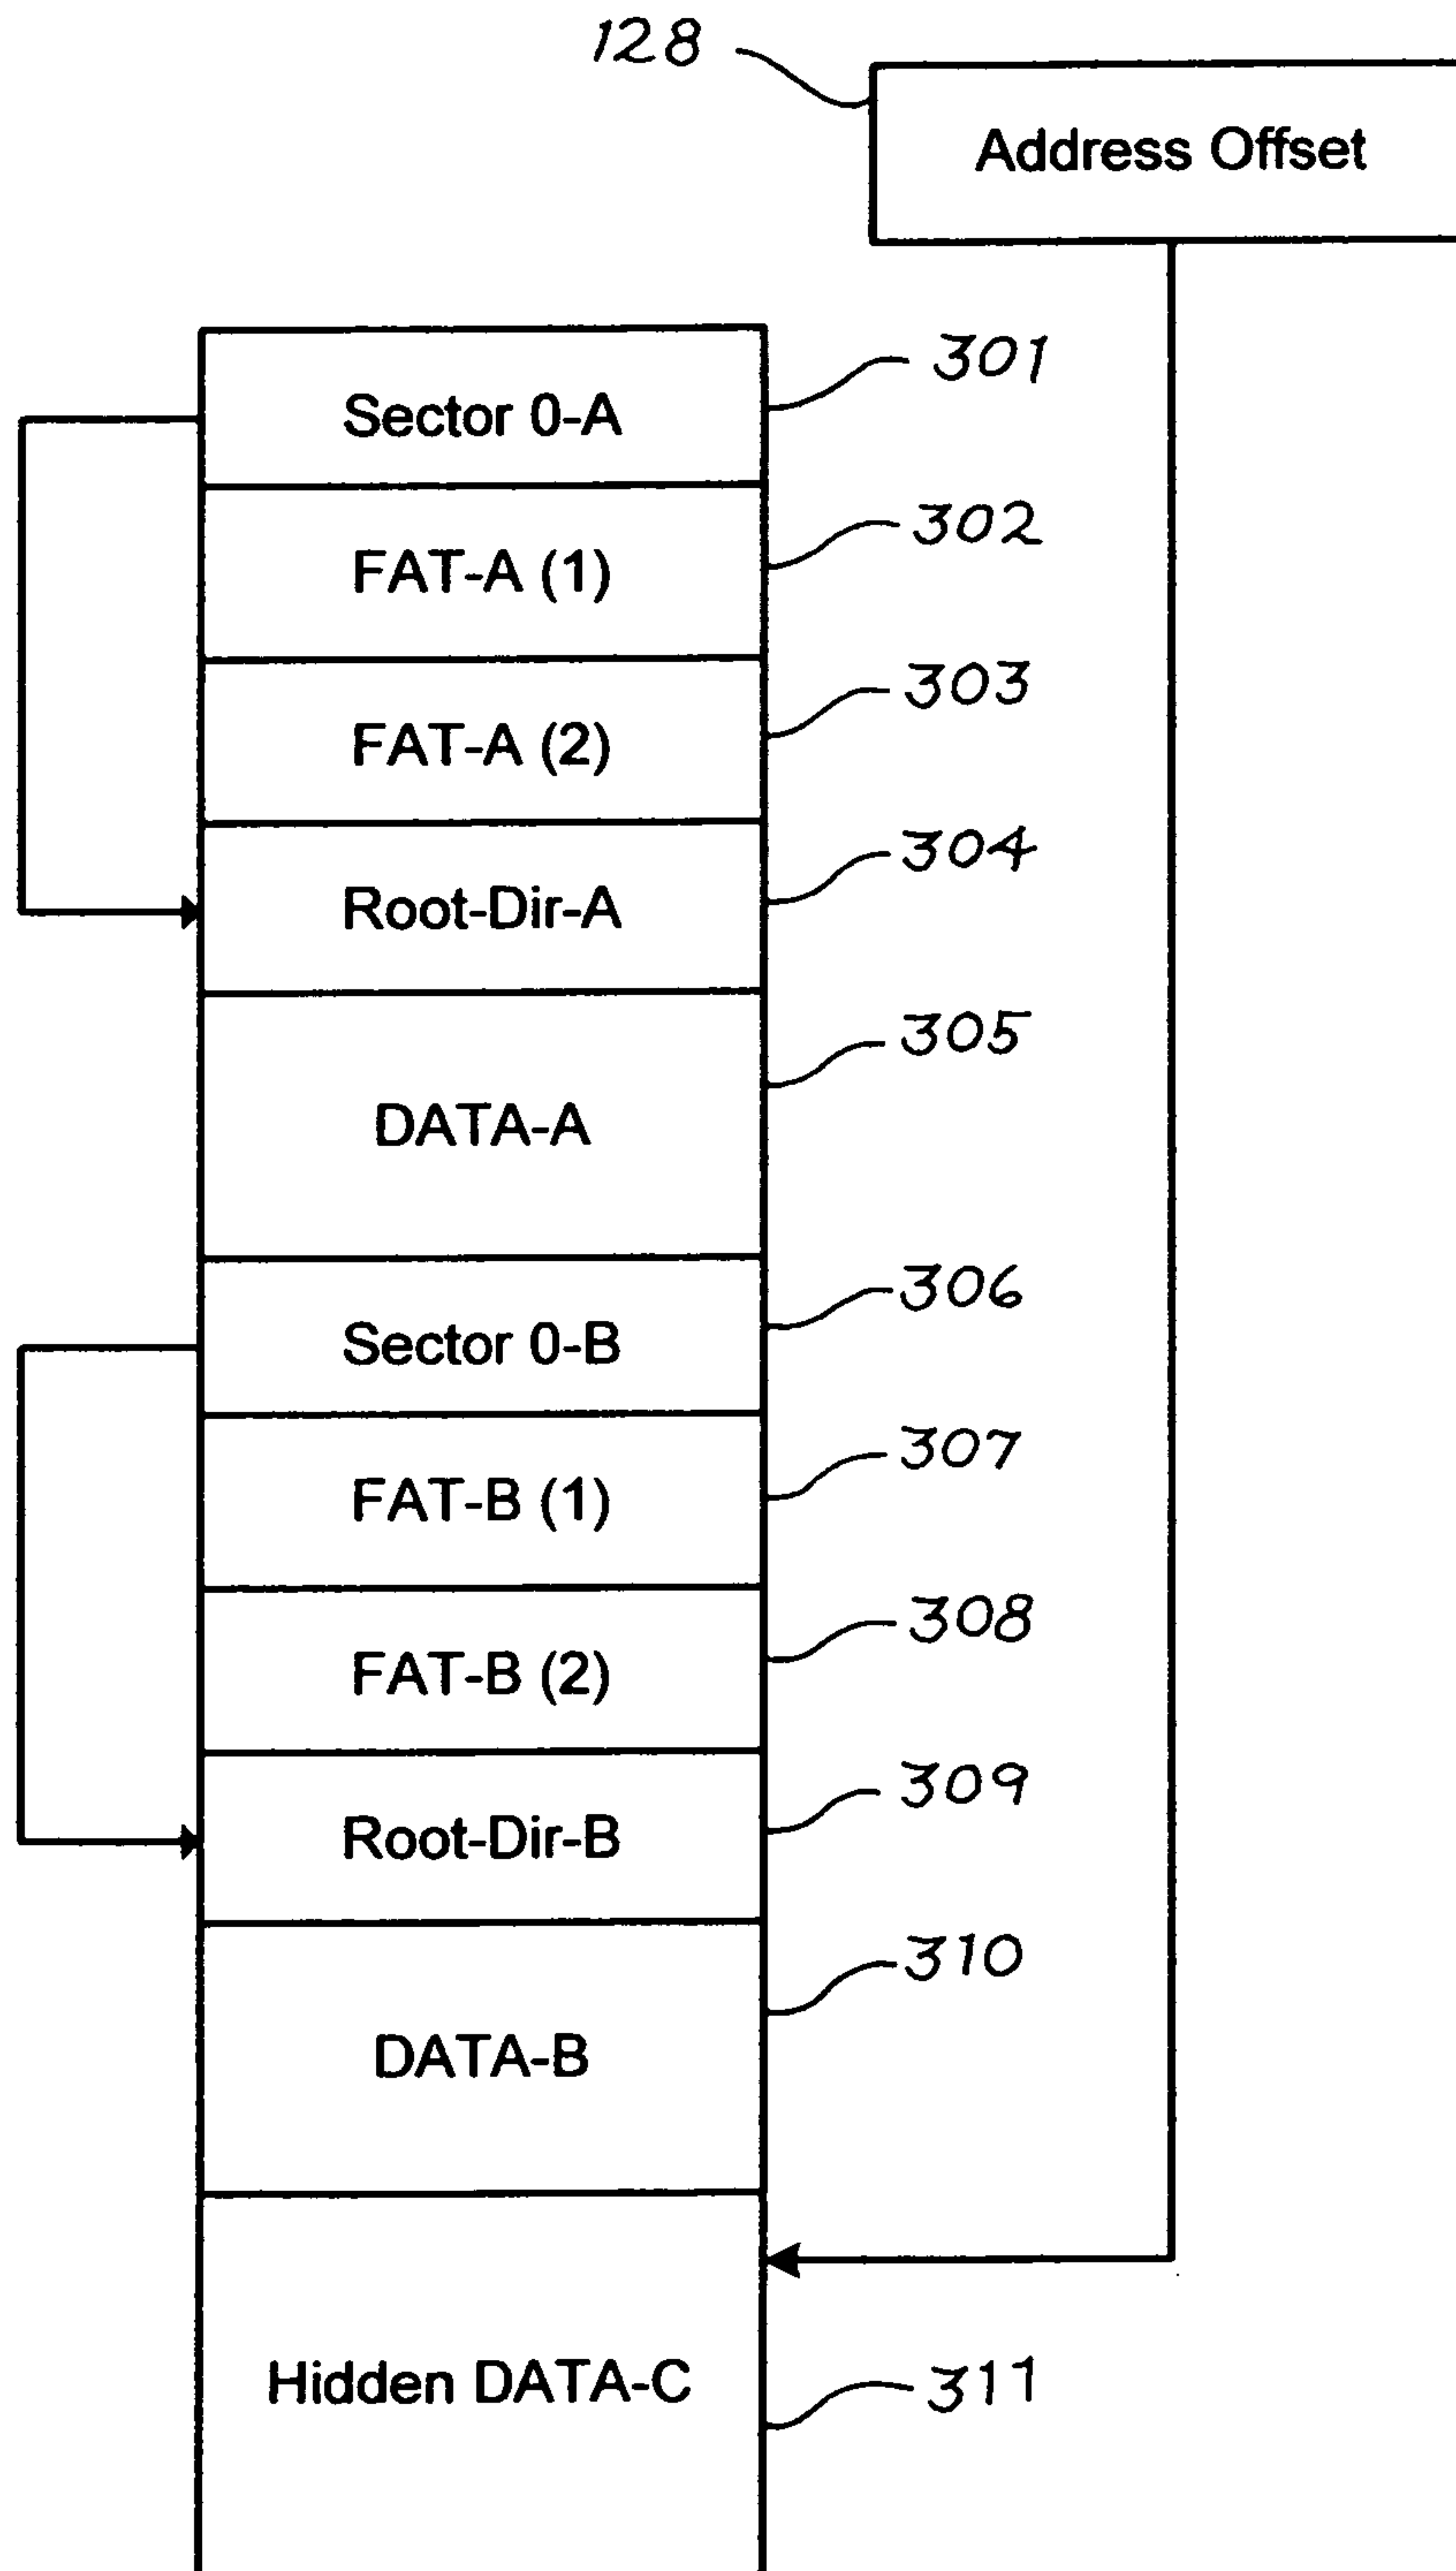 128
Address Offset
Sector 0-A
301
FAT-A (1)
302
FAT-A (2)
303
Root-Dir-A
304
DATA-A
305
Sector 0-B
306
FAT-B (1)
307
FAT-B (2)
308
Root-Dir-B
309
DATA-B
310
Hidden DATA-C
311